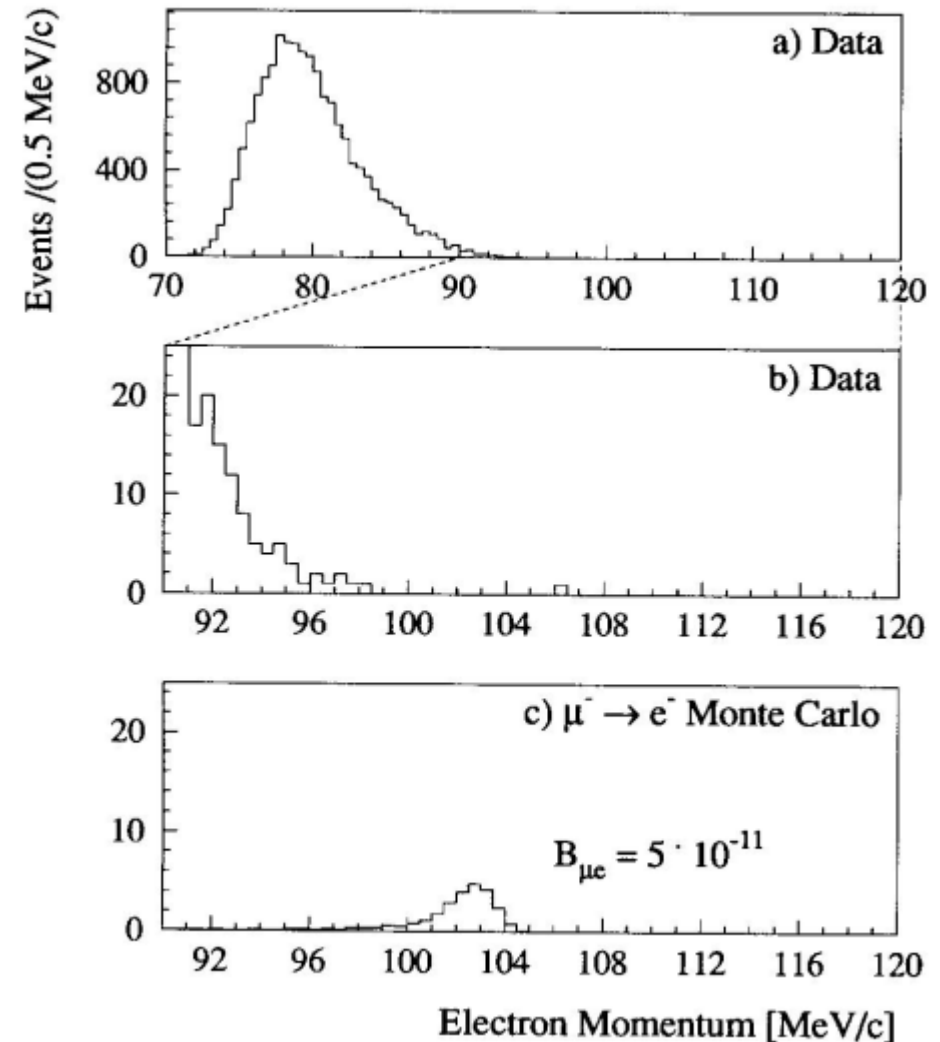 Events /(0.5 MeV/c)
a) Data
800
400
0
70 80 90 100 110 120
b) Data
20
10
0
92 96 100 104 108 112 116 120
c) μ⁻ → e⁻ Monte Carlo
20
10
B_μe = 5 · 10⁻¹¹
0
92 96 100 104 108 112 116 120
Electron Momentum [MeV/c]